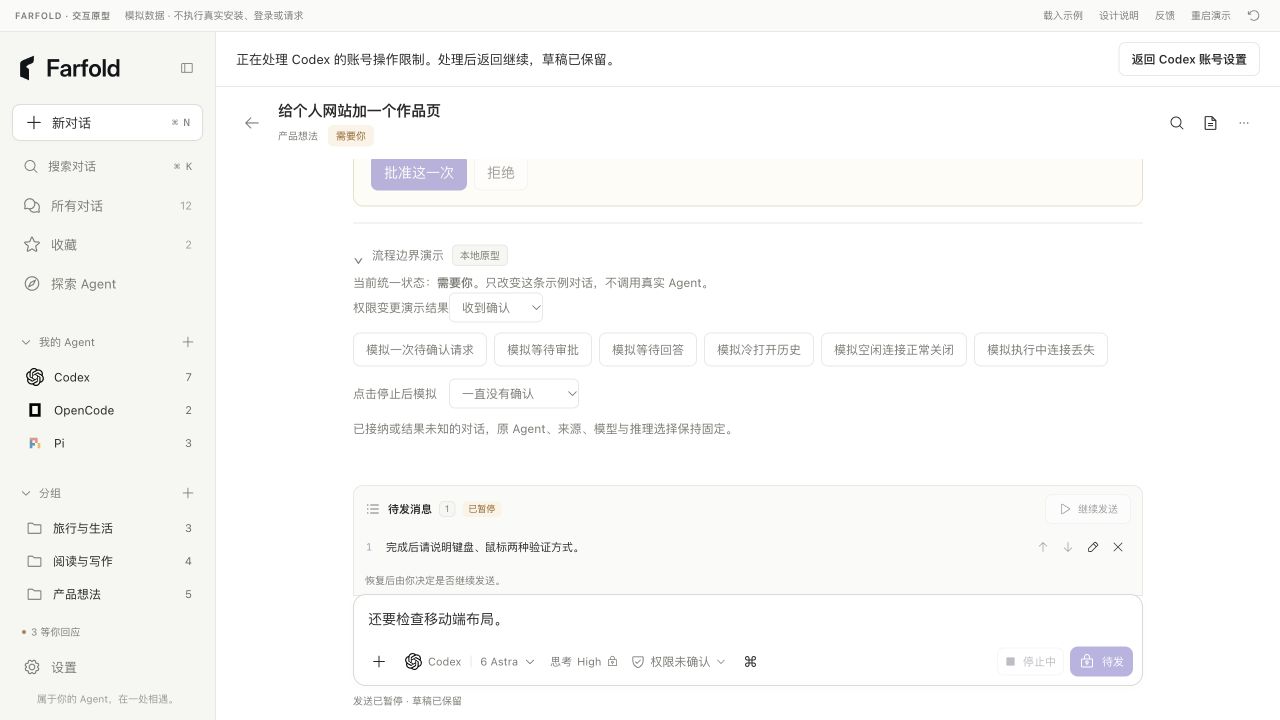 FARFOLD · 交互原型 模拟数据 · 不执行真实安装、登录或请求 载入示例 设计说明 反馈 重启演示
Farfold
新对话 ⌘ N
搜索对话 ⌘ K
所有对话 12
收藏 2
探索 Agent
我的 Agent
Codex 7
OpenCode 2
Pi 3
分组
旅行与生活 3
阅读与写作 4
产品想法 5
3 等你回应
设置
属于你的 Agent，在一处相遇。
正在处理 Codex 的账号操作限制。处理后返回继续，草稿已保留。 返回 Codex 账号设置
给个人网站加一个作品页
产品想法 需要你
批准这一次 拒绝
流程边界演示 本地原型
当前统一状态：需要你。只改变这条示例对话，不调用真实 Agent。
权限变更演示结果 收到确认
模拟一次待确认请求 模拟等待审批 模拟等待回答 模拟冷打开历史 模拟空闲连接正常关闭 模拟执行中连接丢失
点击停止后模拟 一直没有确认
已接纳或结果未知的对话，原 Agent、来源、模型与推理选择保持固定。
待发消息 1 已暂停 继续发送
1 完成后请说明键盘、鼠标两种验证方式。
恢复后由你决定是否继续发送。
还要检查移动端布局。
Codex 6 Astra 思考 High 权限未确认 ⌘ 停止中 待发
发送已暂停 · 草稿已保留